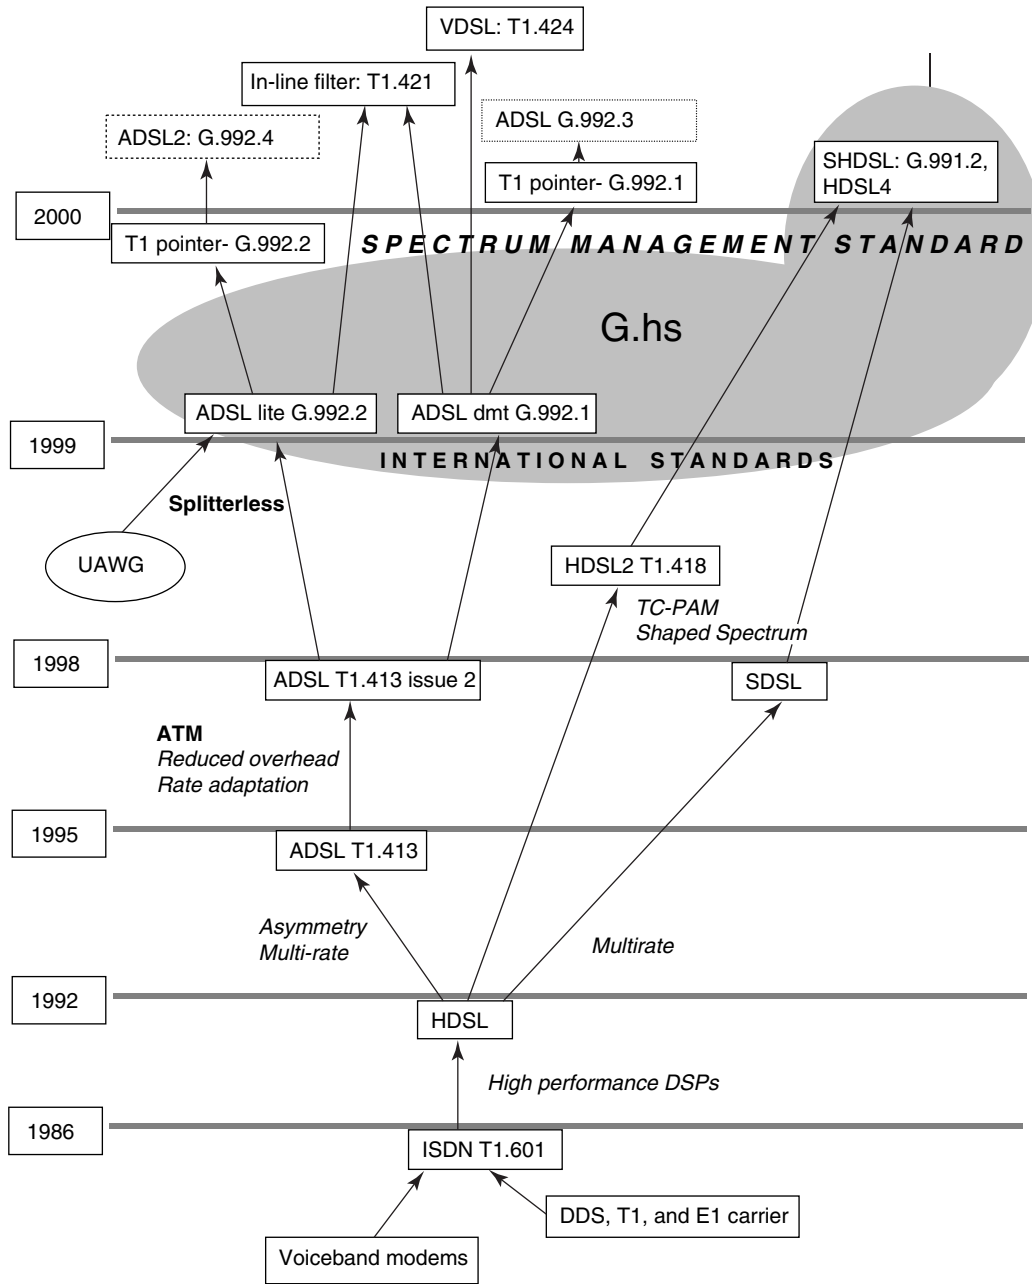 VDSL: T1.424
In-line filter: T1.421
ADSL2: G.992.4
ADSL G.992.3
T1 pointer- G.992.1
SHDSL: G.991.2,
HDSL4
2000
T1 pointer- G.992.2
SPECTRUM MANAGEMENT STANDARD
G.hs
ADSL lite G.992.2
ADSL dmt G.992.1
1999
INTERNATIONAL STANDARDS
Splitterless
UAWG
HDSL2 T1.418
TC-PAM
Shaped Spectrum
1998
ADSL T1.413 issue 2
SDSL
ATM
Reduced overhead
Rate adaptation
1995
ADSL T1.413
Asymmetry
Multi-rate
Multirate
1992
HDSL
High performance DSPs
1986
ISDN T1.601
DDS, T1, and E1 carrier
Voiceband modems